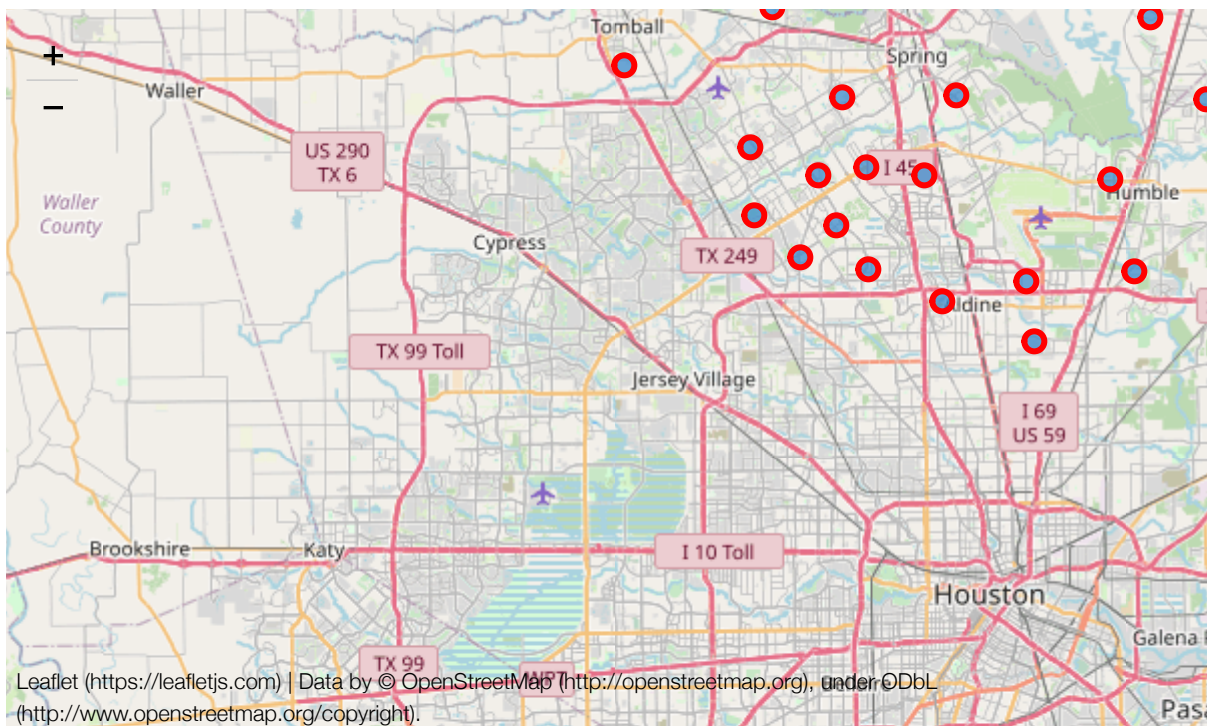 Tomball
Spring
+
−
Waller
US 290
TX 6
I 45
Humble
Waller
County
Cypress
TX 249
TX 99 Toll
Jersey Village
I 69
US 59
Brookshire
Katy
I 10 Toll
Houston
Galena
TX 99
WPT
Leaflet (https://leafletjs.com) | Data by © OpenStreetMap (http://openstreetmap.org), under ODbL
(http://www.openstreetmap.org/copyright).